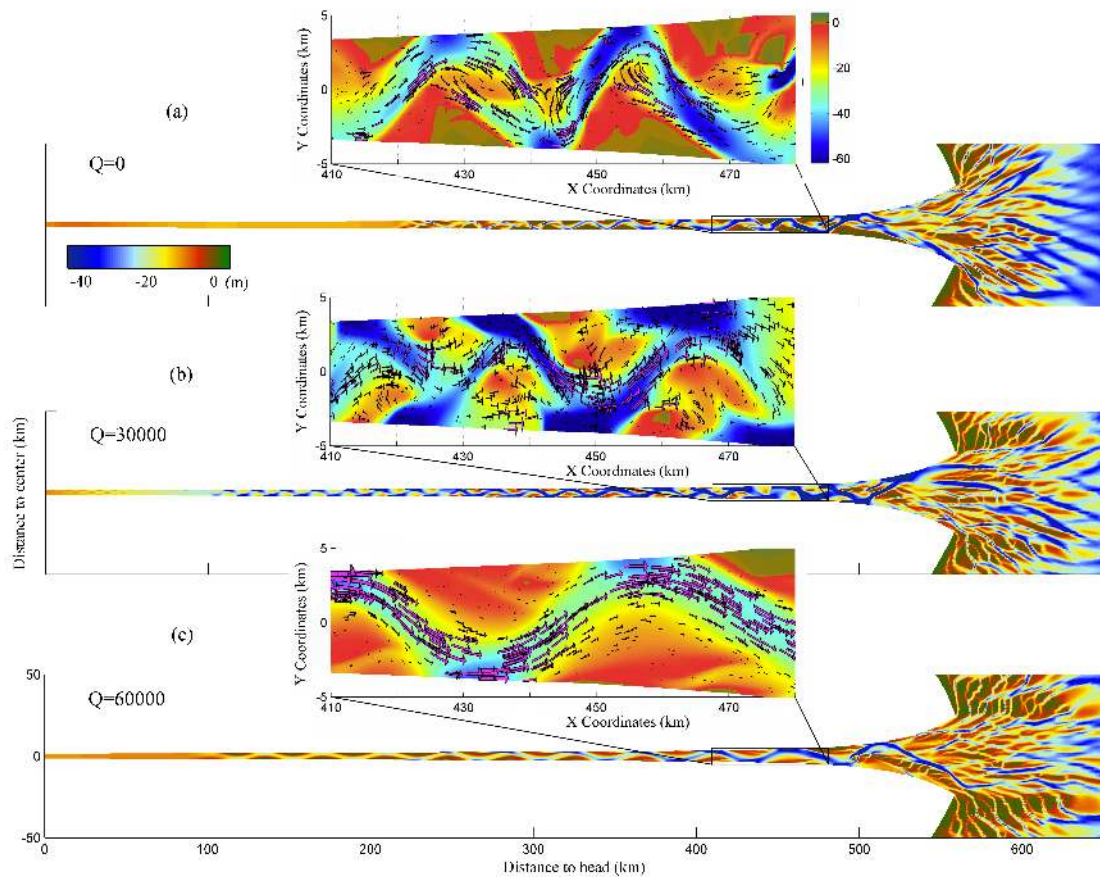 5
0
-5
Y Coordinates (km)
410
430
450
470
X Coordinates (km)
0
-20
-40
-60
(a)
Q=0
-40
-20
0 (m)
5
0
-5
Y Coordinates (km)
410
430
450
470
X Coordinates (km)
(b)
Q=30000
Distance to center (km)
5
0
-5
Y Coordinates (km)
410
430
450
470
X Coordinates (km)
(c)
Q=60000
50
0
-50
0
100
200
300
400
500
600
Distance to head (km)